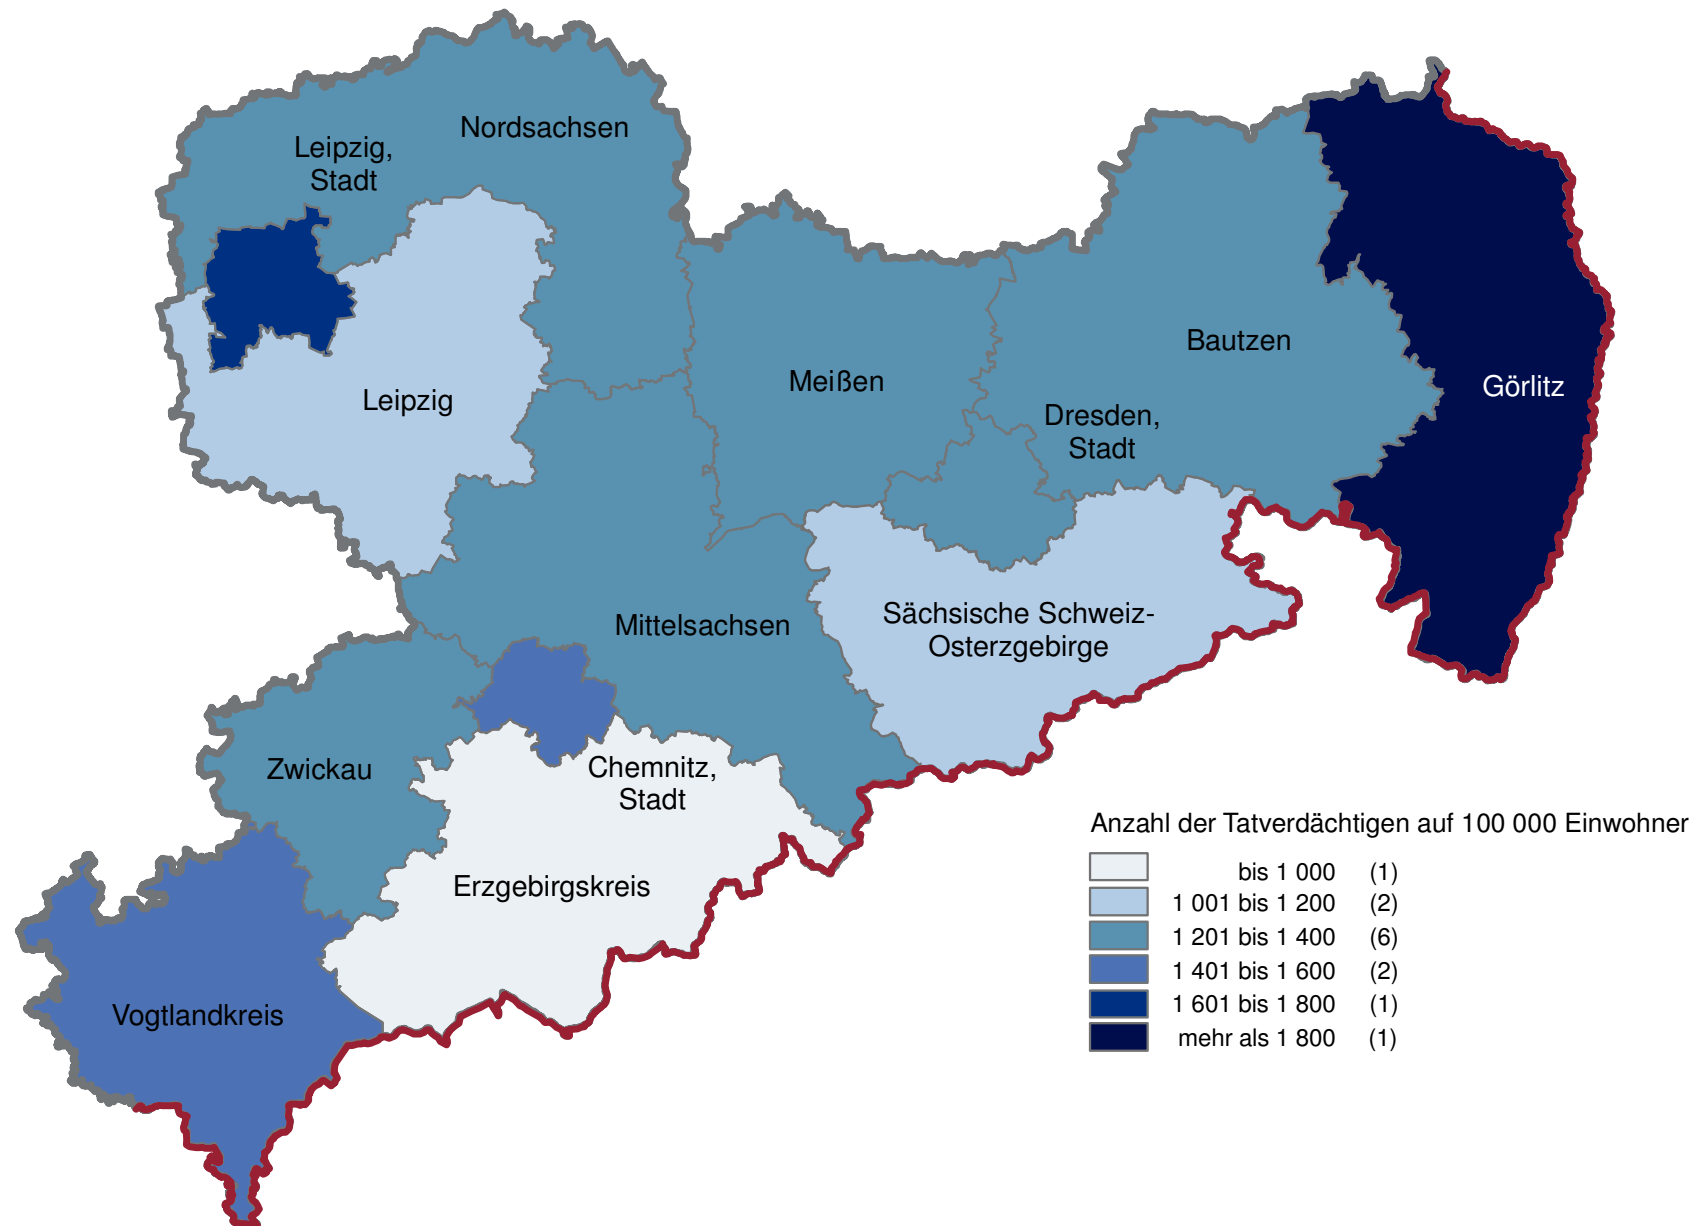 Nordsachsen
Leipzig,
Stadt
Bautzen
Meißen
Görlitz
Leipzig
Dresden,
Stadt
Sächsische Schweiz-
Osterzgebirge
Mittelsachsen
Zwickau
Chemnitz,
Stadt
Erzgebirgskreis
Vogtlandkreis
Anzahl der Tatverdächtigen auf 100 000 Einwohner
bis 1 000 (1)
1 001 bis 1 200 (2)
1 201 bis 1 400 (6)
1 401 bis 1 600 (2)
1 601 bis 1 800 (1)
mehr als 1 800 (1)